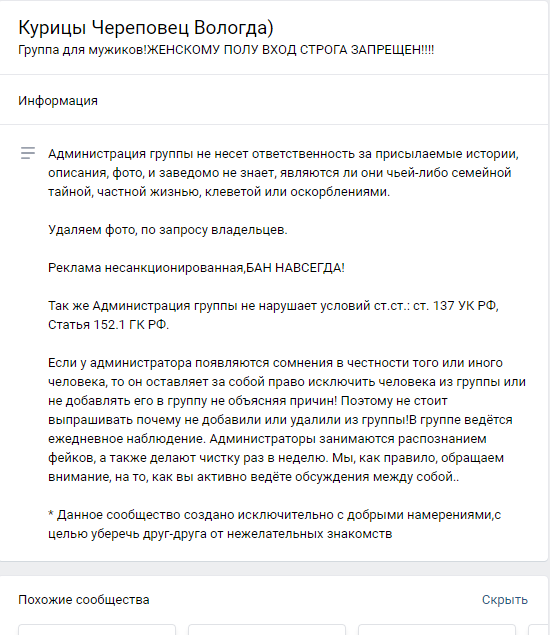 Курицы Череповец Вологда)
Группа для мужиков!ЖЕНСКОМУ ПОЛУ ВХОД СТРОГА ЗАПРЕЩЕН!!!!
Информация
Администрация группы не несет ответственность за присылаемые истории,
описания, фото, и заведомо не знает, являются ли они чьей-либо семейной
тайной, частной жизнью, клеветой или оскорблениями.
Удаляем фото, по запросу владельцев.
Реклама несанкционированная,БАН НАВСЕГДА!
Так же Администрация группы не нарушает условий ст.ст.: ст. 137 УК РФ,
Статья 152.1 ГК РФ.
Если у администратора появляются сомнения в честности того или иного
человека, то он оставляет за собой право исключить человека из группы или
не добавлять его в группу не объясняя причин! Поэтому не стоит
выпрашивать почему не добавили или удалили из группы!В группе ведётся
ежедневное наблюдение. Администраторы занимаются распознанием
фейков, а также делают чистку раз в неделю. Мы, как правило, обращаем
внимание, на то, как вы активно ведёте обсуждения между собой..
* Данное сообщество создано исключительно с добрыми намерениями,с
целью уберечь друг-друга от нежелательных знакомств
Похожие сообщества
Скрыть